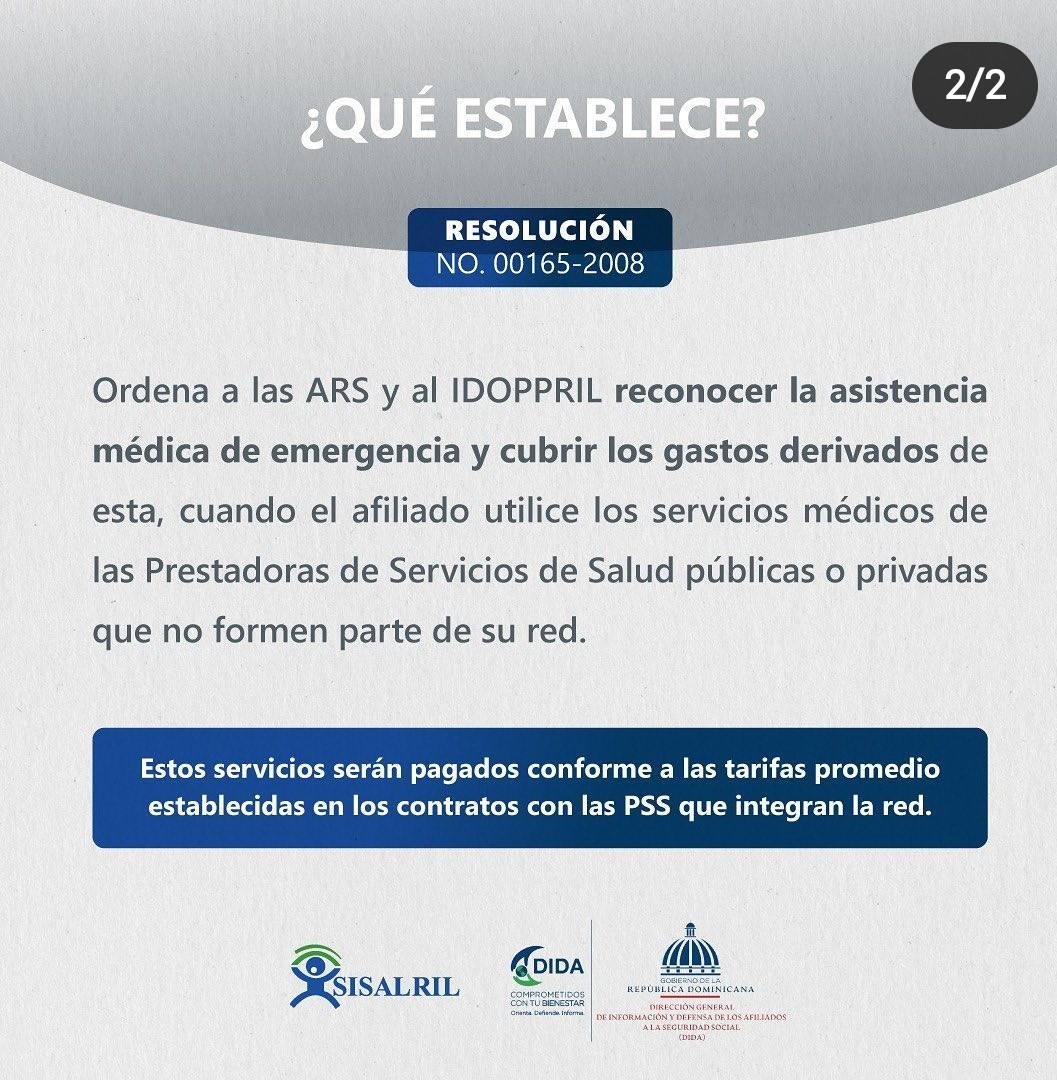 2/2
¿QUÉ ESTABLECE?
RESOLUCIÓN
NO. 00165-2008
Ordena a las ARS y al IDOPPRIL reconocer la asistencia
médica de emergencia y cubrir los gastos derivados de
esta, cuando el afiliado utilice los servicios médicos de
las Prestadoras de Servicios de Salud públicas o privadas
que no formen parte de su red.
Estos servicios serán pagados conforme a las tarifas promedio
establecidas en los contratos con las PSS que integran la red.
SISALRIL
DIDA
COMPROMETIDOS
CON TU BIENESTAR
Orienta. Defiende. Informa.
GOBIERNO DE LA
REPÚBLICA DOMINICANA
DIRECCIÓN GENERAL
DE INFORMACIÓN Y DEFENSA DE LOS AFILIADOS
A LA SEGURIDAD SOCIAL
(DIDA)